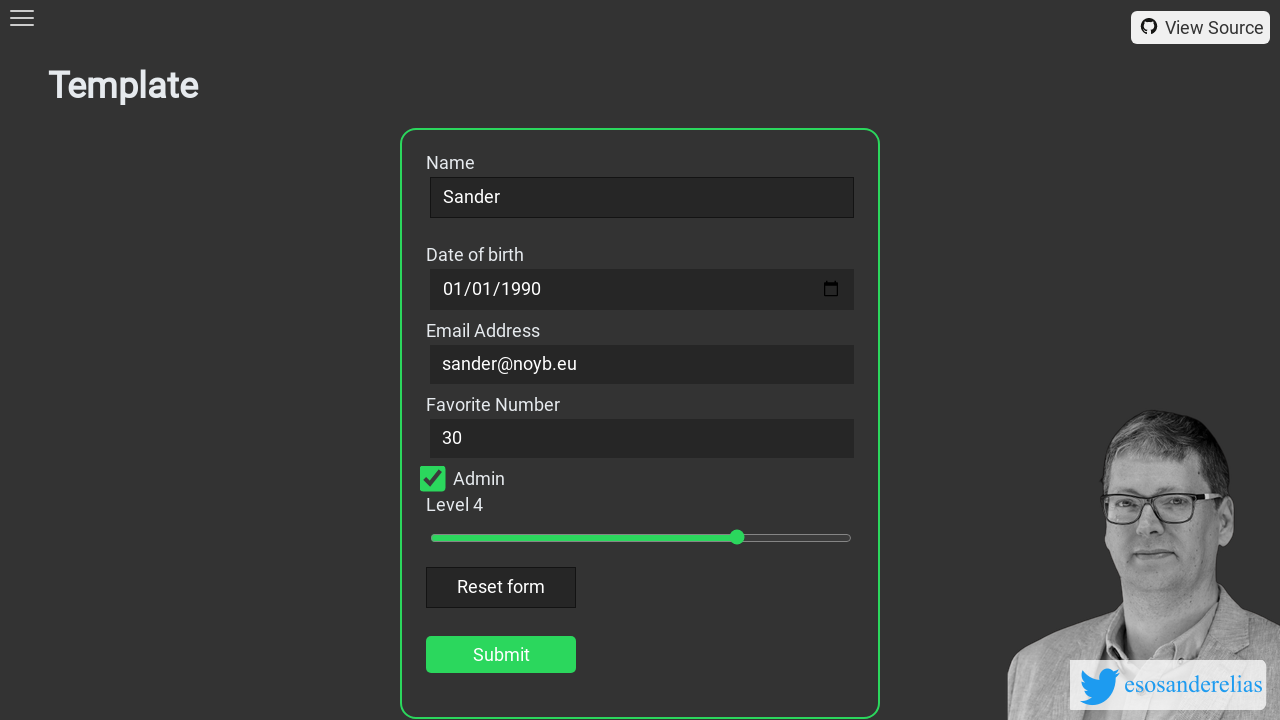 View Source
Template
Name
Sander
Date of birth
01/01/1990
Email Address
sander@noyb.eu
Favorite Number
30
Admin
Level 4
Reset form
Submit
esosanderelias